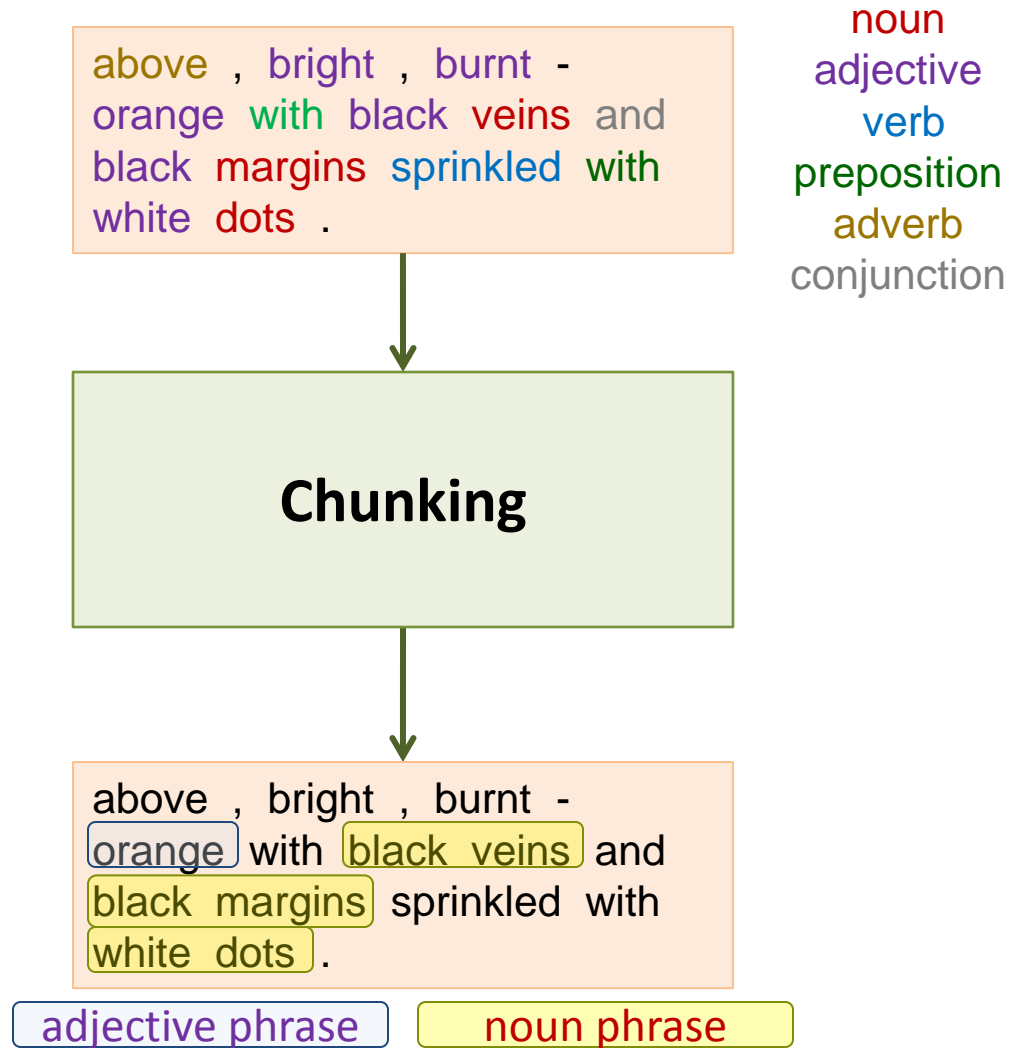 above , bright , burnt -
orange with black veins and
black margins sprinkled with
white dots .
noun
adjective
verb
preposition
adverb
conjunction
Chunking
above , bright , burnt -
orange with black veins and
black margins sprinkled with
white dots .
adjective phrase
noun phrase